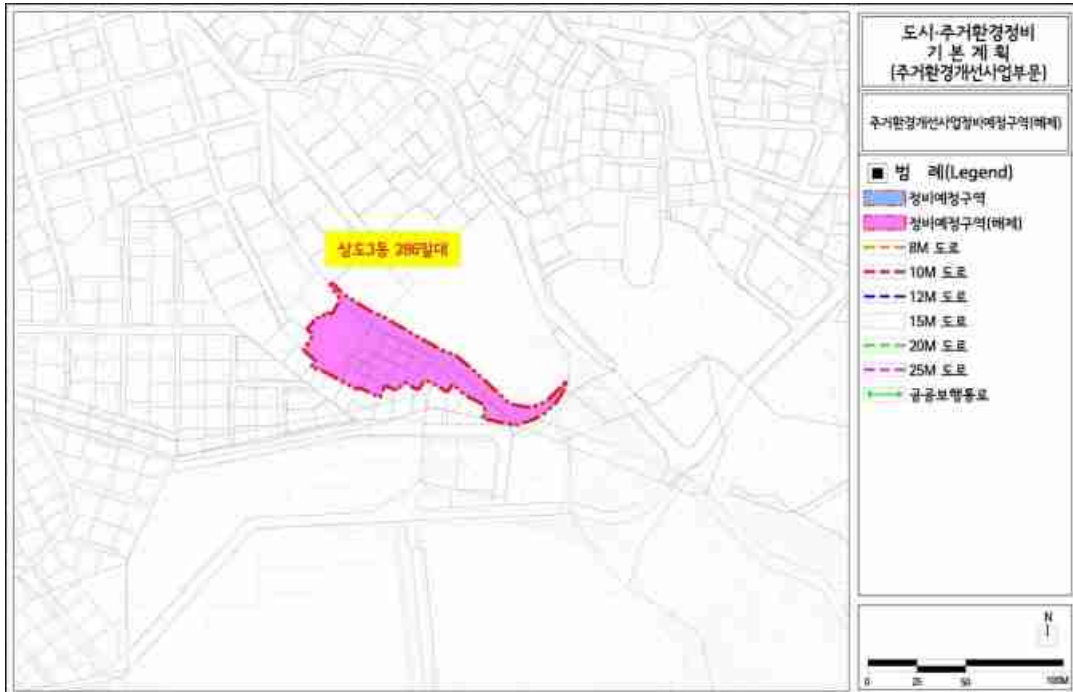 상도3동 286일대
도시·주거환경정비
기 본 계 획
(주거환경개선사업부문)
주거환경개선사업정비예정구역(해제)
범 례(Legend)
정비예정구역
정비예정구역(해제)
8M 도로
10M 도로
12M 도로
15M 도로
20M 도로
25M 도로
공공보행통로
N
0 25 50 100M